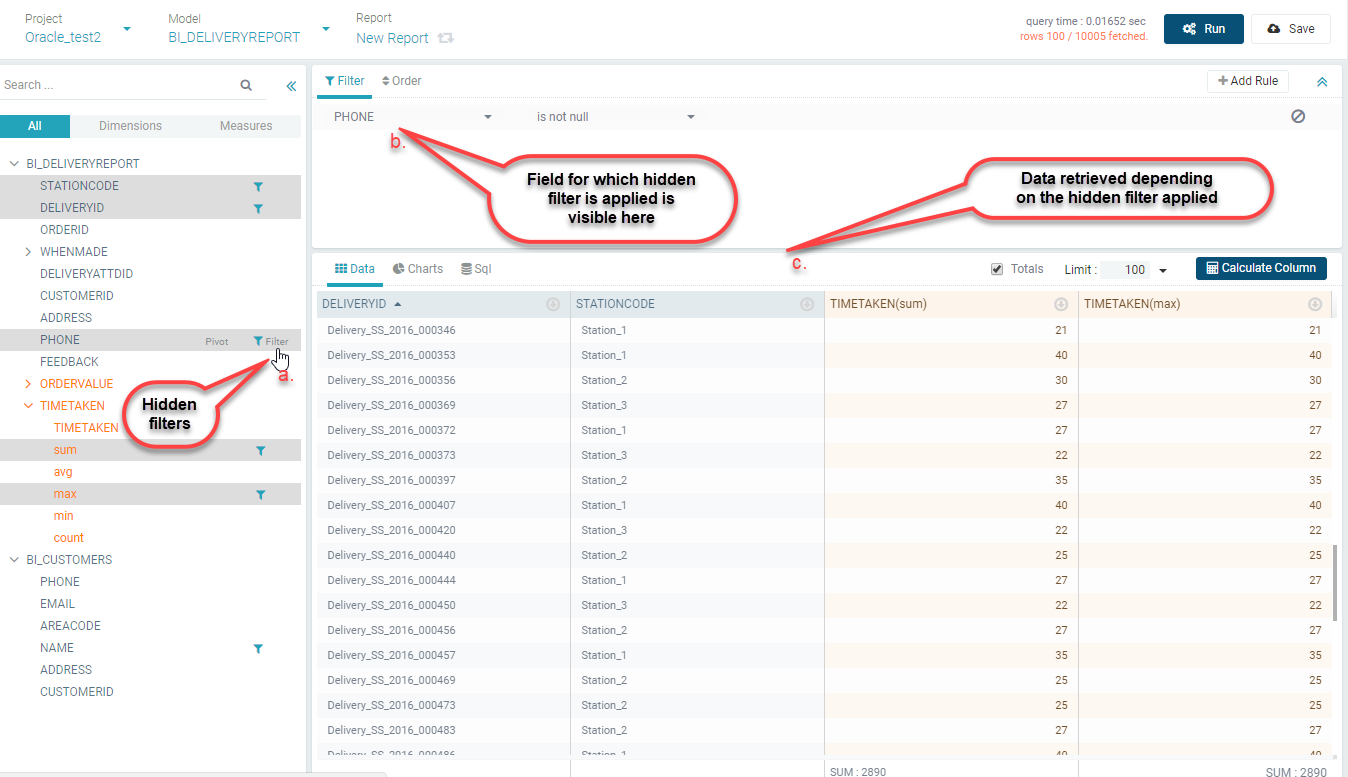 Project
Oracle_test2
Model
BI_DELIVERYREPORT
Report
New Report
query time : 0.01652 sec
rows 100 / 10005 fetched.
Run
Save
Search ...
All
Dimensions
Measures
BI_DELIVERYREPORT
STATIONCODE
DELIVERYID
ORDERID
WHENMADE
DELIVERYATTDID
CUSTOMERID
ADDRESS
PHONE Pivot Filter
a.
FEEDBACK
ORDERVALUE
TIMETAKEN
TIMETAKEN
sum
avg
max
min
count
Hidden
filters
BI_CUSTOMERS
PHONE
EMAIL
AREACODE
NAME
ADDRESS
CUSTOMERID
Filter
Order
Add Rule
PHONE
is not null
b.
Field for which hidden
filter is applied is
visible here
Data retrieved depending
on the hidden filter applied
c.
Data
Charts
Sql
Totals
Limit : 100
Calculate Column
DELIVERYID STATIONCODE TIMETAKEN(sum) TIMETAKEN(max)
Delivery_SS_2016_000346 Station_1 21 21
Delivery_SS_2016_000353 Station_1 40 40
Delivery_SS_2016_000356 Station_2 30 30
Delivery_SS_2016_000369 Station_3 27 27
Delivery_SS_2016_000372 Station_1 27 27
Delivery_SS_2016_000373 Station_3 22 22
Delivery_SS_2016_000397 Station_2 35 35
Delivery_SS_2016_000407 Station_1 40 40
Delivery_SS_2016_000420 Station_3 22 22
Delivery_SS_2016_000440 Station_2 25 25
Delivery_SS_2016_000444 Station_1 27 27
Delivery_SS_2016_000450 Station_3 22 22
Delivery_SS_2016_000456 Station_2 27 27
Delivery_SS_2016_000457 Station_1 35 35
Delivery_SS_2016_000469 Station_2 25 25
Delivery_SS_2016_000473 Station_2 25 25
Delivery_SS_2016_000483 Station_2 27 27
Delivery_SS_2016_000486 Station_1 40 40
SUM : 2890 SUM : 2890